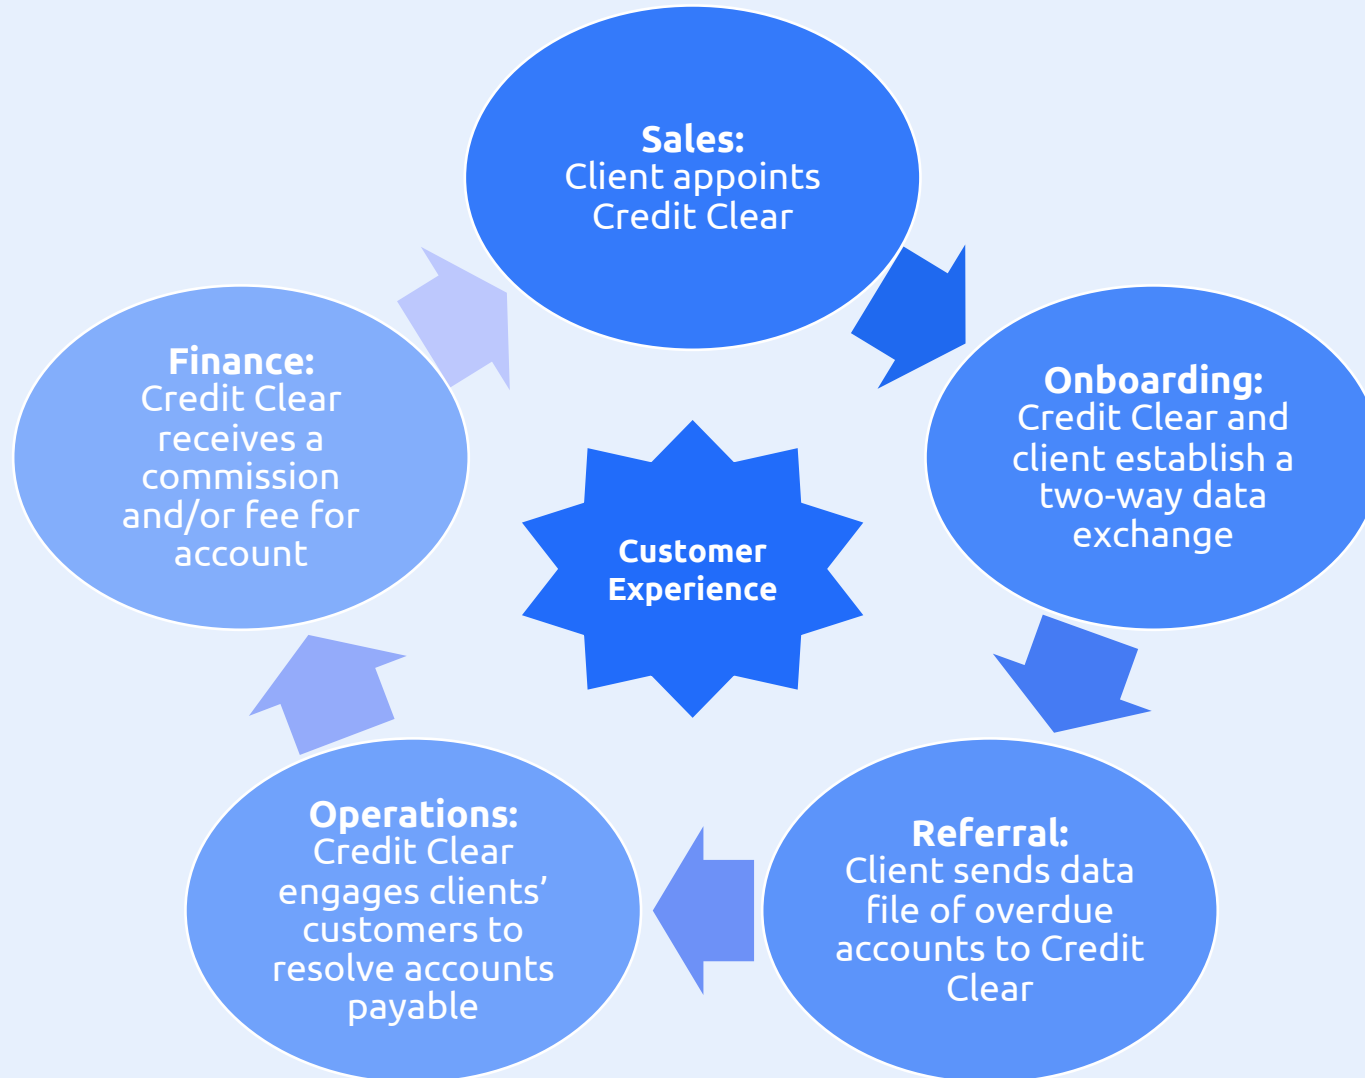 Sales:
Client appoints
Credit Clear
Onboarding:
Credit Clear and
client establish a
two-way data
exchange
Referral:
Client sends data
file of overdue
accounts to Credit
Clear
Operations:
Credit Clear
engages clients’
customers to
resolve accounts
payable
Finance:
Credit Clear
receives a
commission
and/or fee for
account
Customer
Experience